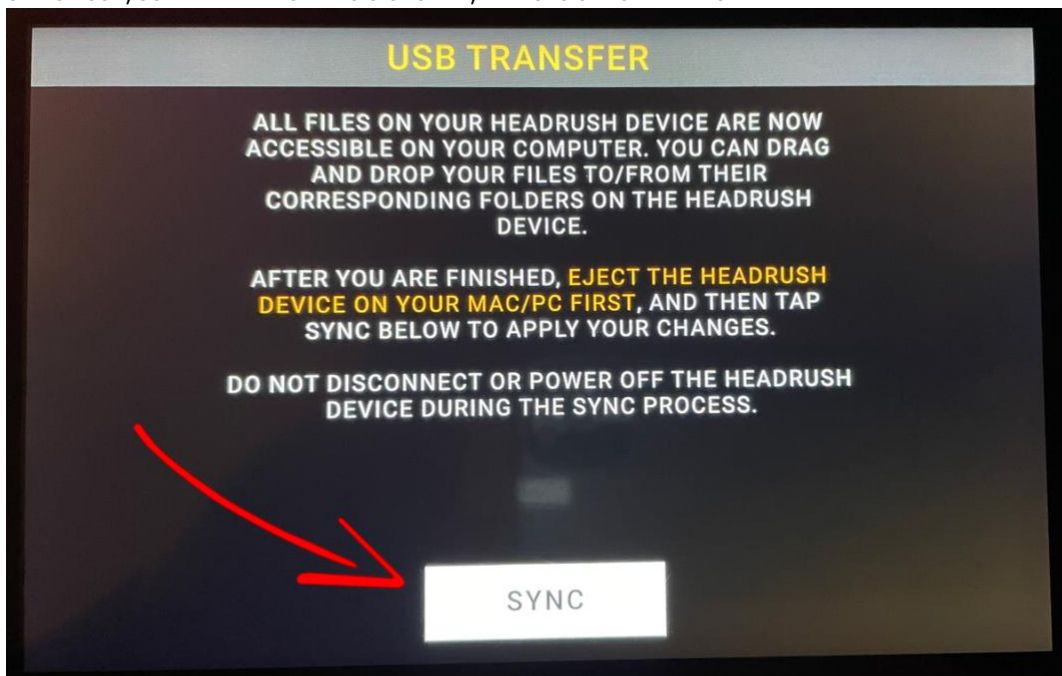 USB TRANSFER
ALL FILES ON YOUR HEADRUSH DEVICE ARE NOW
ACCESSIBLE ON YOUR COMPUTER. YOU CAN DRAG
AND DROP YOUR FILES TO/FROM THEIR
CORRESPONDING FOLDERS ON THE HEADRUSH
DEVICE.
AFTER YOU ARE FINISHED, EJECT THE HEADRUSH
DEVICE ON YOUR MAC/PC FIRST, AND THEN TAP
SYNC BELOW TO APPLY YOUR CHANGES.
DO NOT DISCONNECT OR POWER OFF THE HEADRUSH
DEVICE DURING THE SYNC PROCESS.
SYNC